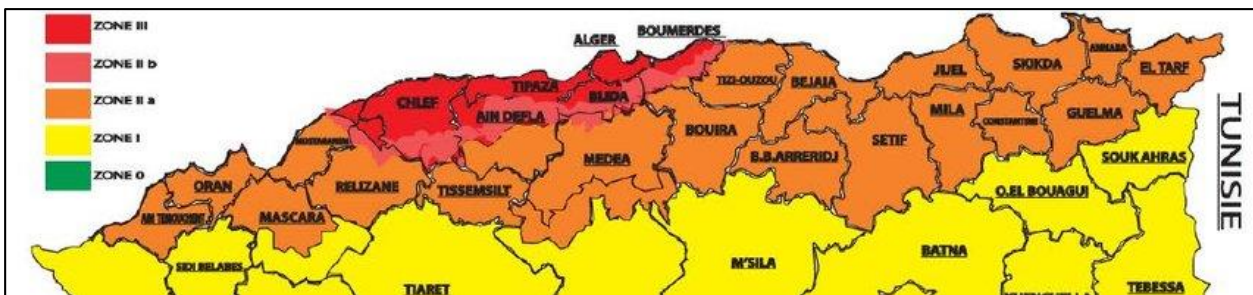 ZONE III
ZONE II b
ZONE II a
ZONE I
ZONE 0
ALGER
BOUMERDES
CHLEF
TIPAZA
BLIDA
AIN DEFLA
TIZI-OUZOU
BEJAIA
JIJEL
SKIKDA
ANNABA
EL TARF
MOSTAGANEM
RELIZANE
TISSEMSILT
MEDEA
BOUIRA
B.B.ARRERIDJ
SETIF
MILA
CONSTANTINE
GUELMA
SOUK AHRAS
ORAN
AIN TEMOUCHENT
MASCARA
O.EL BOUAGUI
SIDI BELABES
TIARET
M'SILA
BATNA
TEBESSA
TUNISIE